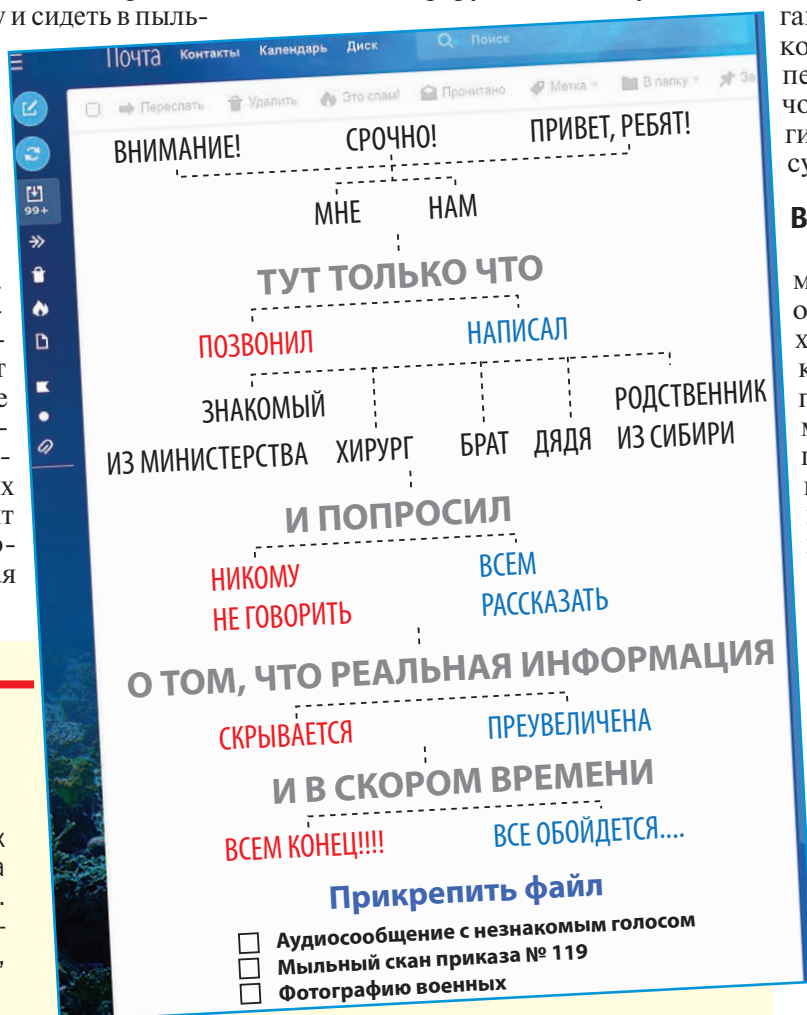 у и сидеть в пыль-
Почта Контакты Календарь Диск Поиск
Переслать Удалить Это спам! Прочитано Метка В папку За
99+
ВНИМАНИЕ! СРОЧНО! ПРИВЕТ, РЕБЯТ!
МНЕ НАМ
ТУТ ТОЛЬКО ЧТО
ПОЗВОНИЛ НАПИСАЛ
ЗНАКОМЫЙ РОДСТВЕННИК
ИЗ МИНИСТЕРСТВА ХИРУРГ БРАТ ДЯДЯ ИЗ СИБИРИ
И ПОПРОСИЛ
НИКОМУ ВСЕМ
НЕ ГОВОРИТЬ РАССКАЗАТЬ
О ТОМ, ЧТО РЕАЛЬНАЯ ИНФОРМАЦИЯ
СКРЫВАЕТСЯ ПРЕУВЕЛИЧЕНА
И В СКОРОМ ВРЕМЕНИ
ВСЕМ КОНЕЦ!!!! ВСЕ ОБОЙДЕТСЯ....
Прикрепить файл
Аудиосообщение с незнакомым голосом
Мыльный скан приказа № 119
Фотографию военных